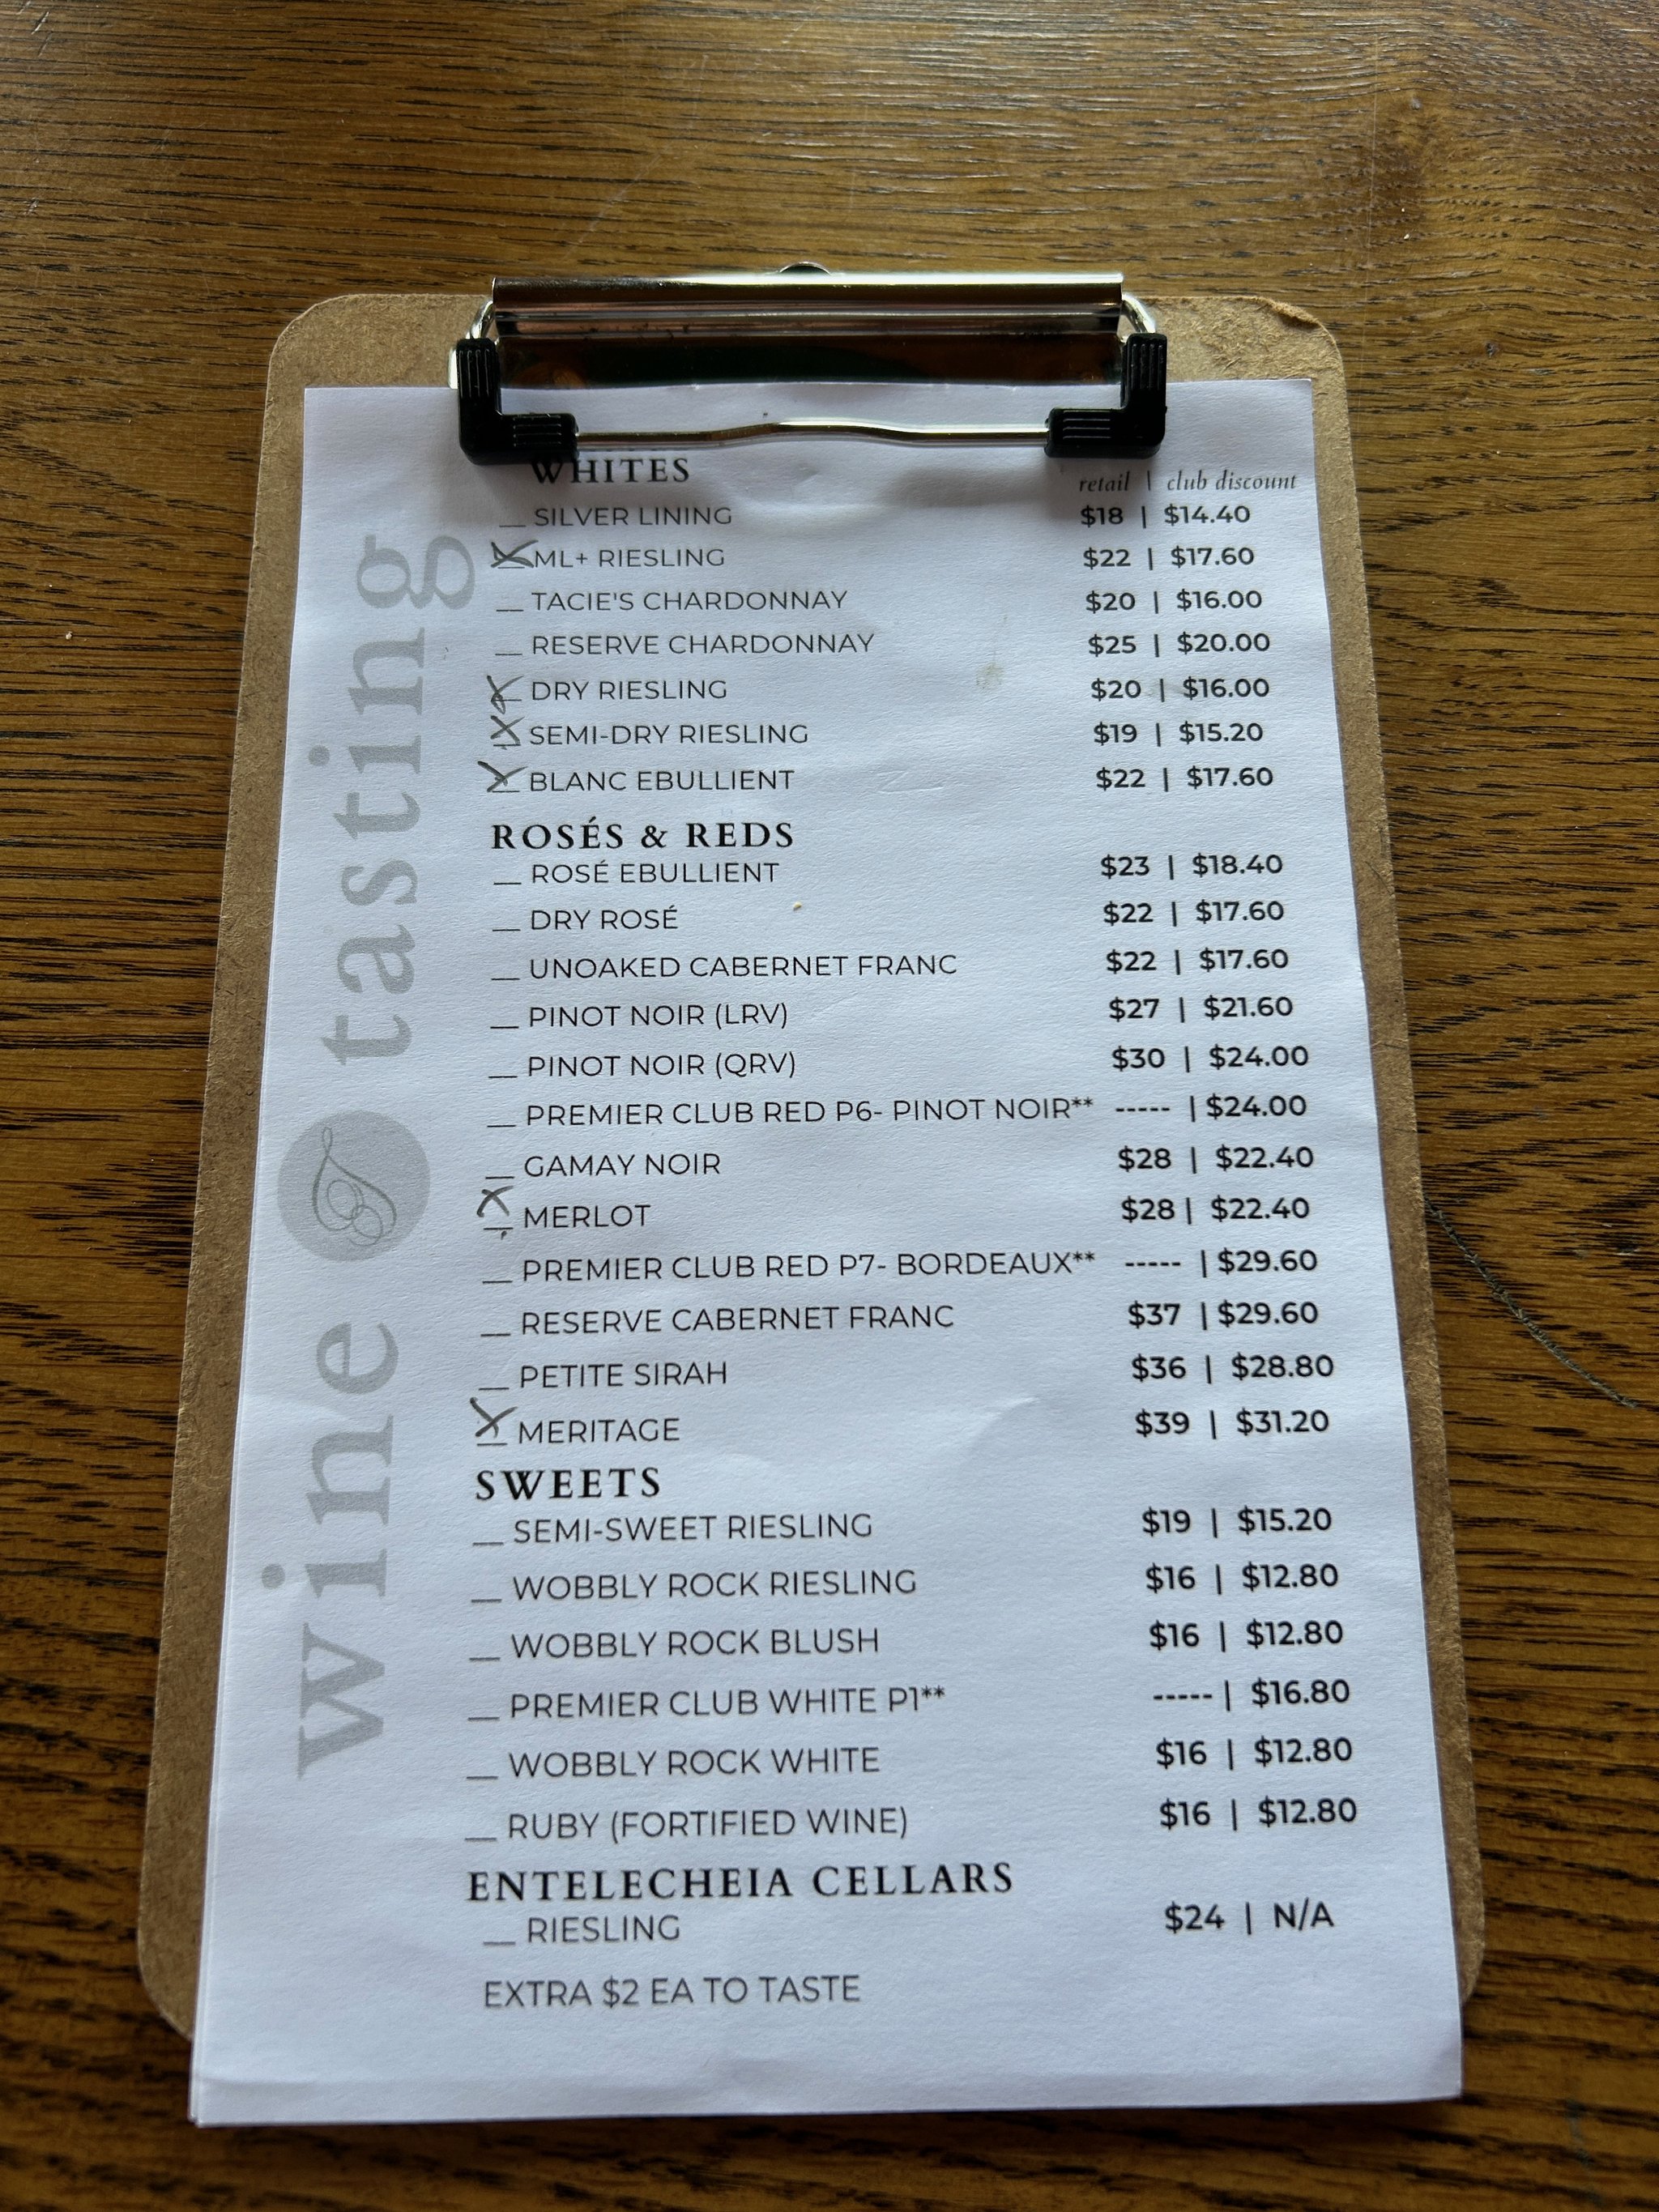 wine & tasting
WHITES
retail | club discount
__ SILVER LINING $18 | $14.40
X ML+ RIESLING $22 | $17.60
__ TACIE'S CHARDONNAY $20 | $16.00
__ RESERVE CHARDONNAY $25 | $20.00
X DRY RIESLING $20 | $16.00
X SEMI-DRY RIESLING $19 | $15.20
X BLANC EBULLIENT $22 | $17.60
ROSÉS & REDS
__ ROSÉ EBULLIENT $23 | $18.40
__ DRY ROSÉ $22 | $17.60
__ UNOAKED CABERNET FRANC $22 | $17.60
__ PINOT NOIR (LRV) $27 | $21.60
__ PINOT NOIR (QRV) $30 | $24.00
__ PREMIER CLUB RED P6- PINOT NOIR** ----- | $24.00
__ GAMAY NOIR $28 | $22.40
X MERLOT $28 | $22.40
__ PREMIER CLUB RED P7- BORDEAUX** ----- | $29.60
__ RESERVE CABERNET FRANC $37 | $29.60
__ PETITE SIRAH $36 | $28.80
X MERITAGE $39 | $31.20
SWEETS
__ SEMI-SWEET RIESLING $19 | $15.20
__ WOBBLY ROCK RIESLING $16 | $12.80
__ WOBBLY ROCK BLUSH $16 | $12.80
__ PREMIER CLUB WHITE P1** ----- | $16.80
__ WOBBLY ROCK WHITE $16 | $12.80
__ RUBY (FORTIFIED WINE) $16 | $12.80
ENTELECHEIA CELLARS
__ RIESLING $24 | N/A
EXTRA $2 EA TO TASTE